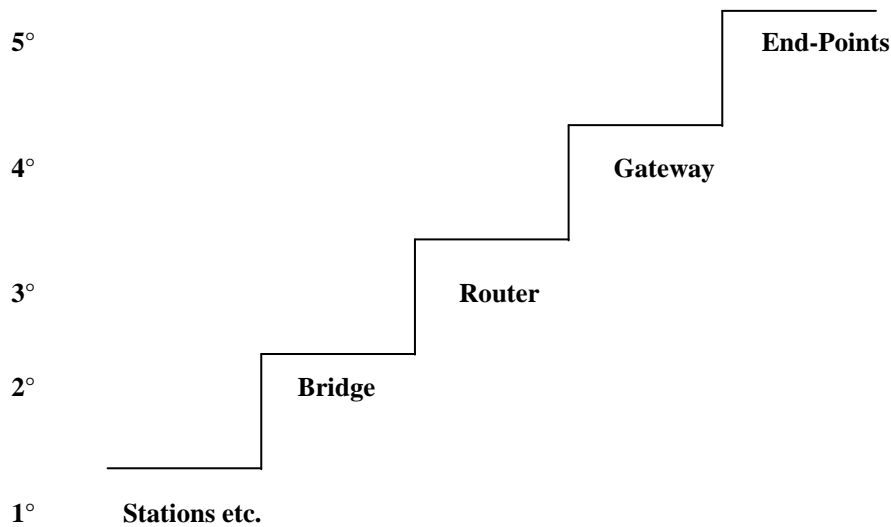 5° End-Points
4° Gateway
3° Router
2° Bridge
1° Stations etc.